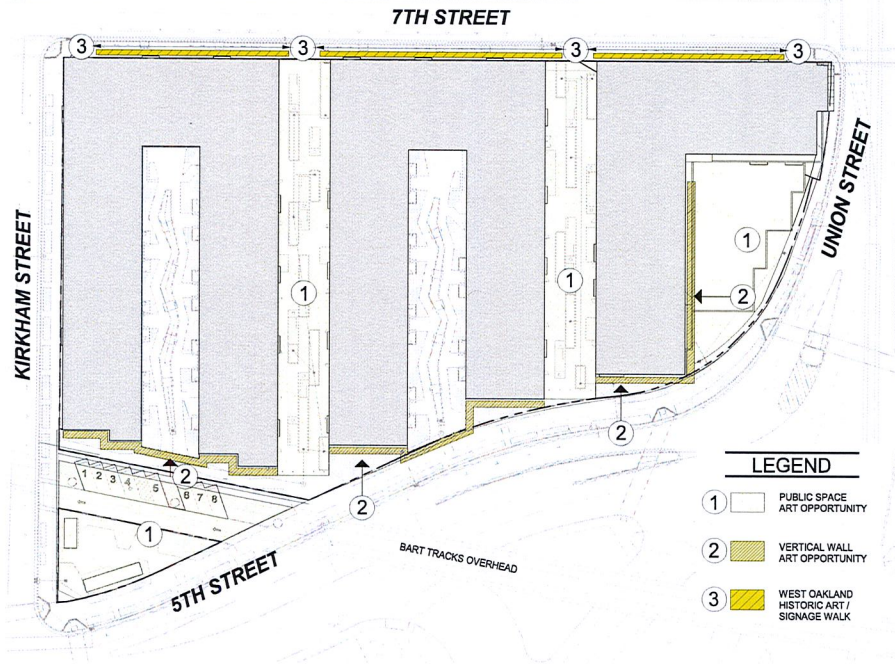 7TH STREET
3 3 3 3
KIRKHAM STREET
UNION STREET
1
1 1
2
2
2
2
1 2 3 4 5 6 7 8
1
5TH STREET
BART TRACKS OVERHEAD
LEGEND
1 PUBLIC SPACE
ART OPPORTUNITY
2 VERTICAL WALL
ART OPPORTUNITY
3 WEST OAKLAND
HISTORIC ART /
SIGNAGE WALK